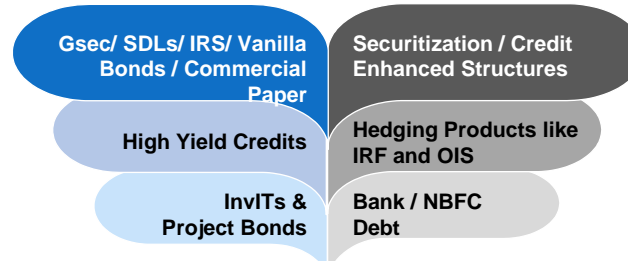 Gsec/ SDLs/ IRS/ Vanilla
Bonds / Commercial
Paper
Securitization / Credit
Enhanced Structures
High Yield Credits
Hedging Products like
IRF and OIS
InvITs &
Project Bonds
Bank / NBFC
Debt